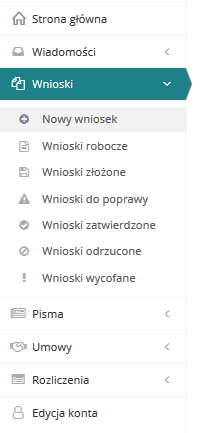 Strona główna
Wiadomości
Wnioski
Nowy wniosek
Wnioski robocze
Wnioski złożone
Wnioski do poprawy
Wnioski zatwierdzone
Wnioski odrzucone
Wnioski wycofane
Pisma
Umowy
Rozliczenia
Edycja konta